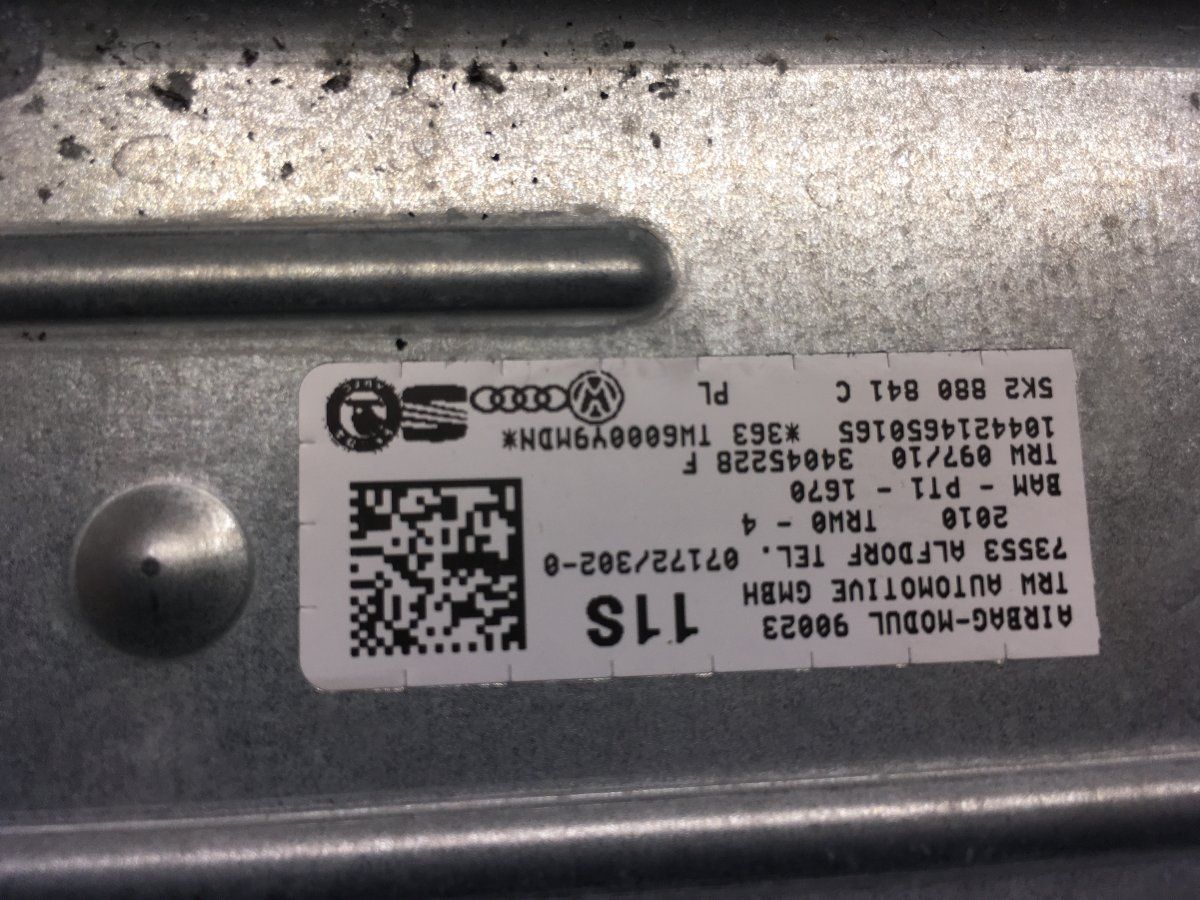 AIRBAG-MODUL 90023
TRW AUTOMOTIVE GMBH
11S
73553 ALFDORF TEL. 07172/302-0
2010 TRW0 - 4
BAM - PT1 - 1670
TRW 097/10 34045228 F
104421465016S *363 TW6000Y9MDN*
5K2 880 841 C PL